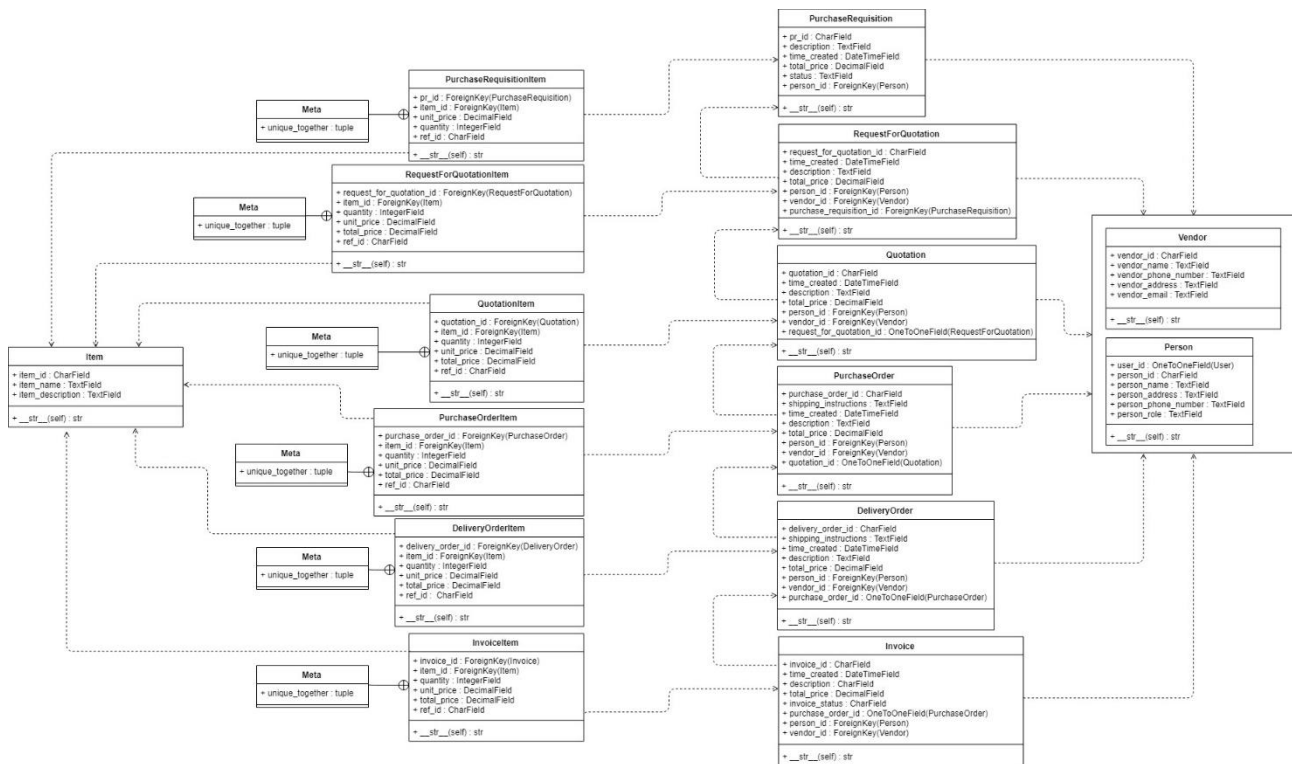 PurchaseRequisition
+ pr_id : CharField
+ description : TextField
+ time_created : DateTimeField
+ total_price : DecimalField
+ status : TextField
+ person_id : ForeignKey(Person)
+ __str__(self) : str
PurchaseRequisitionItem
+ pr_id : ForeignKey(PurchaseRequisition)
+ item_id : ForeignKey(Item)
+ unit_price : DecimalField
+ quantity : IntegerField
+ ref_id : CharField
+ __str__(self) : str
Meta
+ unique_together : tuple
RequestForQuotation
+ request_for_quotation_id : CharField
+ time_created : DateTimeField
+ description : TextField
+ total_price : DecimalField
+ person_id : ForeignKey(Person)
+ vendor_id : ForeignKey(Vendor)
+ purchase_requisition_id : ForeignKey(PurchaseRequisition)
+ __str__(self) : str
RequestForQuotationItem
+ request_for_quotation_id : ForeignKey(RequestForQuotation)
+ item_id : ForeignKey(Item)
+ quantity : IntegerField
+ unit_price : DecimalField
+ total_price : DecimalField
+ ref_id : CharField
+ __str__(self) : str
Meta
+ unique_together : tuple
Vendor
+ vendor_id : CharField
+ vendor_name : TextField
+ vendor_phone_number : TextField
+ vendor_address : TextField
+ vendor_email : TextField
+ __str__(self) : str
Quotation
+ quotation_id : CharField
+ time_created : DateTimeField
+ description : TextField
+ total_price : DecimalField
+ person_id : ForeignKey(Person)
+ vendor_id : ForeignKey(Vendor)
+ request_for_quotation_id : OneToOneField(RequestForQuotation)
+ __str__(self) : str
QuotationItem
+ quotation_id : ForeignKey(Quotation)
+ item_id : ForeignKey(Item)
+ quantity : IntegerField
+ unit_price : DecimalField
+ total_price : DecimalField
+ ref_id : CharField
+ __str__(self) : str
Meta
+ unique_together : tuple
Item
+ item_id : CharField
+ item_name : TextField
+ item_description : TextField
+ __str__(self) : str
Person
+ user_id : OneToOneField(User)
+ person_id : CharField
+ person_name : TextField
+ person_address : TextField
+ person_phone_number : TextField
+ person_role : TextField
PurchaseOrder
+ purchase_order_id : CharField
+ shipping_instructions : TextField
+ time_created : DateTimeField
+ description : TextField
+ total_price : DecimalField
+ person_id : ForeignKey(Person)
+ vendor_id : ForeignKey(Vendor)
+ quotation_id : OneToOneField(Quotation)
+ __str__(self) : str
PurchaseOrderItem
+ purchase_order_id : ForeignKey(PurchaseOrder)
+ item_id : ForeignKey(Item)
+ quantity : IntegerField
+ unit_price : DecimalField
+ total_price : DecimalField
+ ref_id : CharField
+ __str__(self) : str
Meta
+ unique_together : tuple
DeliveryOrder
+ delivery_order_id : CharField
+ shipping_instructions : TextField
+ time_created : DateTimeField
+ description : TextField
+ total_price : DecimalField
+ person_id : ForeignKey(Person)
+ vendor_id : ForeignKey(Vendor)
+ purchase_order_id : OneToOneField(PurchaseOrder)
+ __str__(self) : str
DeliveryOrderItem
+ delivery_order_id : ForeignKey(DeliveryOrder)
+ item_id : ForeignKey(Item)
+ quantity : IntegerField
+ unit_price : DecimalField
+ total_price : DecimalField
+ ref_id : CharField
+ __str__(self) : str
Meta
+ unique_together : tuple
Invoice
+ invoice_id : CharField
+ time_created : DateTimeField
+ description : CharField
+ total_price : DecimalField
+ invoice_status : CharField
+ purchase_order_id : OneToOneField(PurchaseOrder)
+ person_id : ForeignKey(Person)
+ vendor_id : ForeignKey(Vendor)
+ __str__(self) : str
InvoiceItem
+ invoice_id : ForeignKey(Invoice)
+ item_id : ForeignKey(Item)
+ quantity : IntegerField
+ unit_price : DecimalField
+ total_price : DecimalField
+ ref_id : CharField
+ __str__(self) : str
Meta
+ unique_together : tuple